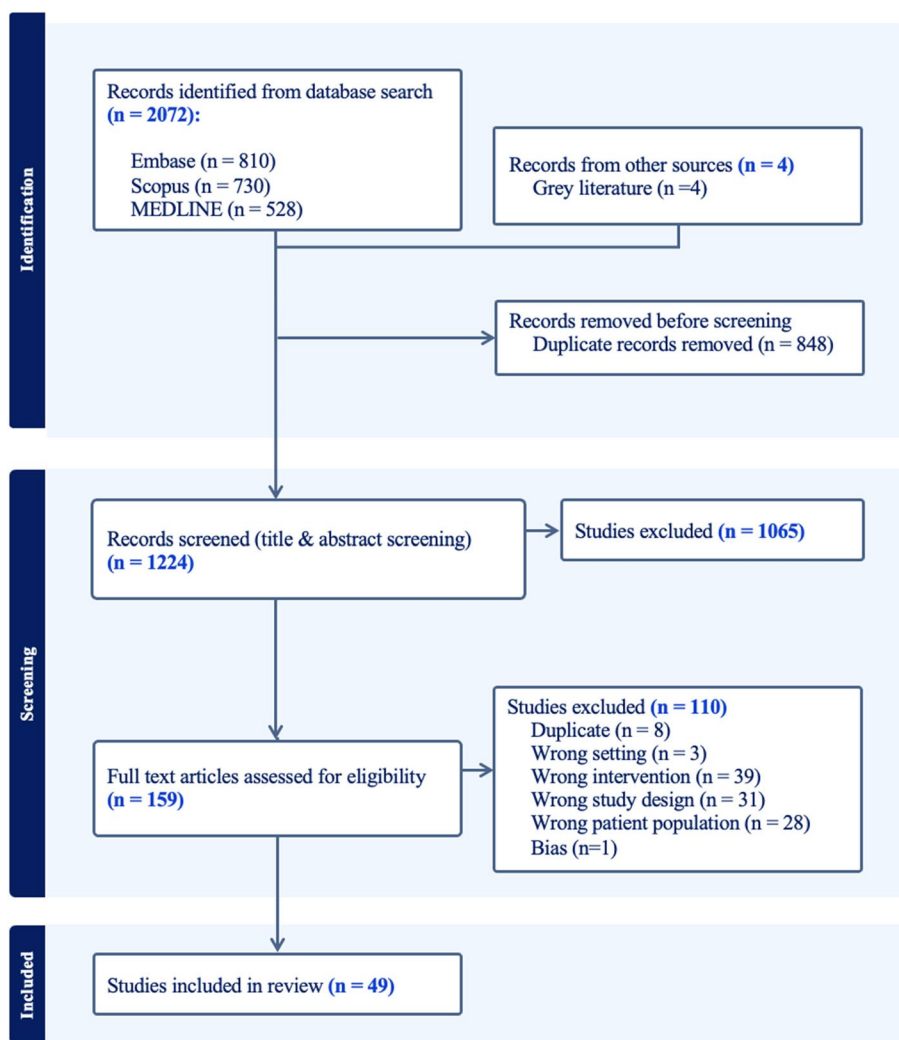 Identification
Records identified from database search
(n = 2072):
Embase (n = 810)
Scopus (n = 730)
MEDLINE (n = 528)
Records from other sources (n = 4)
Grey literature (n =4)
Records removed before screening
Duplicate records removed (n = 848)
Screening
Records screened (title & abstract screening)
(n = 1224)
Studies excluded (n = 1065)
Full text articles assessed for eligibility
(n = 159)
Studies excluded (n = 110)
Duplicate (n = 8)
Wrong setting (n = 3)
Wrong intervention (n = 39)
Wrong study design (n = 31)
Wrong patient population (n = 28)
Bias (n=1)
Included
Studies included in review (n = 49)